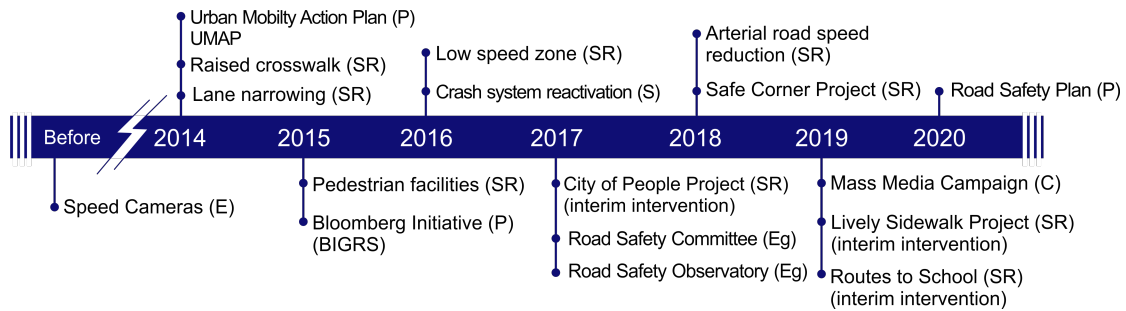 Urban Mobilty Action Plan (P)
UMAP
Raised crosswalk (SR)
Lane narrowing (SR)
Low speed zone (SR)
Crash system reactivation (S)
Arterial road speed
reduction (SR)
Safe Corner Project (SR)
Road Safety Plan (P)
Before 2014 2015 2016 2017 2018 2019 2020
Speed Cameras (E)
Pedestrian facilities (SR)
Bloomberg Initiative (P)
(BIGRS)
City of People Project (SR)
(interim intervention)
Road Safety Committee (Eg)
Road Safety Observatory (Eg)
Mass Media Campaign (C)
Lively Sidewalk Project (SR)
(interim intervention)
Routes to School (SR)
(interim intervention)